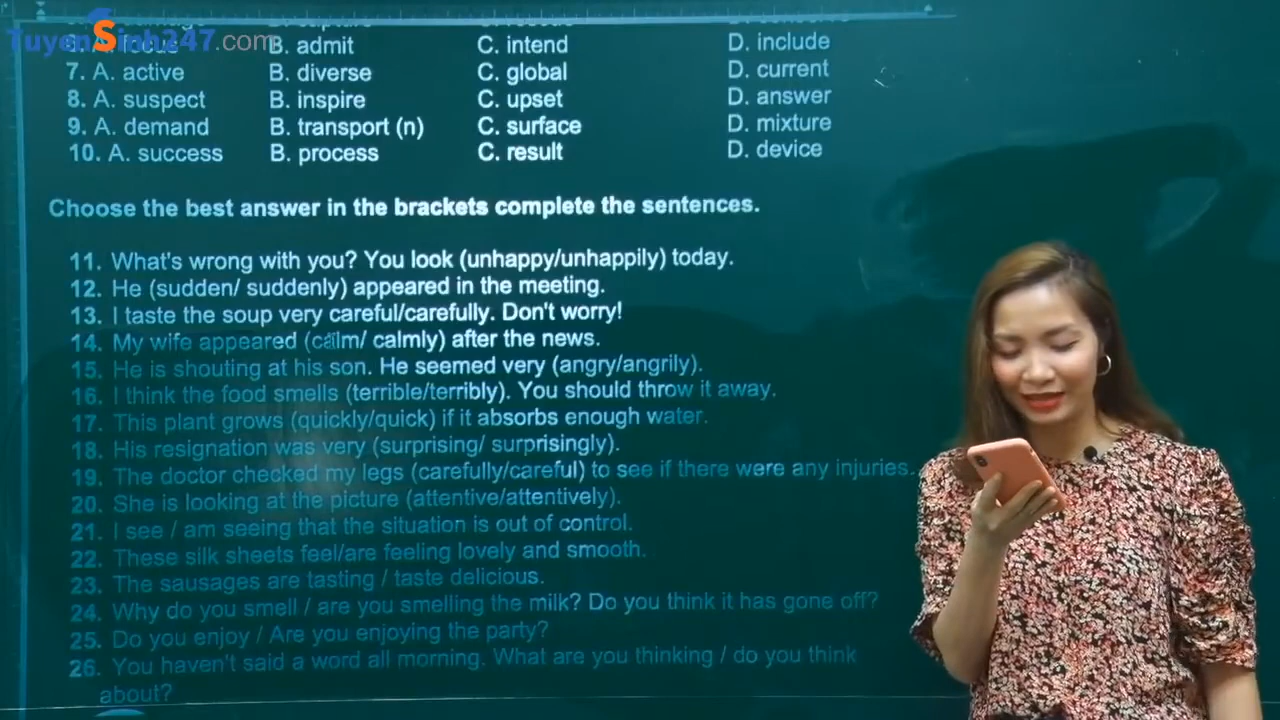 TuyenSinh247.com
B. admit C. intend D. include
7. A. active B. diverse C. global D. current
8. A. suspect B. inspire C. upset D. answer
9. A. demand B. transport (n) C. surface D. mixture
10. A. success B. process C. result D. device
Choose the best answer in the brackets complete the sentences.
11. What's wrong with you? You look (unhappy/unhappily) today.
12. He (sudden/ suddenly) appeared in the meeting.
13. I taste the soup very careful/carefully. Don't worry!
14. My wife appeared (calm/ calmly) after the news.
15. He is shouting at his son. He seemed very (angry/angrily).
16. I think the food smells (terrible/terribly). You should throw it away.
17. This plant grows (quickly/quick) if it absorbs enough water.
18. His resignation was very (surprising/ surprisingly).
19. The doctor checked my legs (carefully/careful) to see if there were any injuries.
20. She is looking at the picture (attentive/attentively).
21. I see / am seeing that the situation is out of control.
22. These silk sheets feel/are feeling lovely and smooth.
23. The sausages are tasting / taste delicious.
24. Why do you smell / are you smelling the milk? Do you think it has gone off?
25. Do you enjoy / Are you enjoying the party?
26. You haven't said a word all morning. What are you thinking / do you think
about?